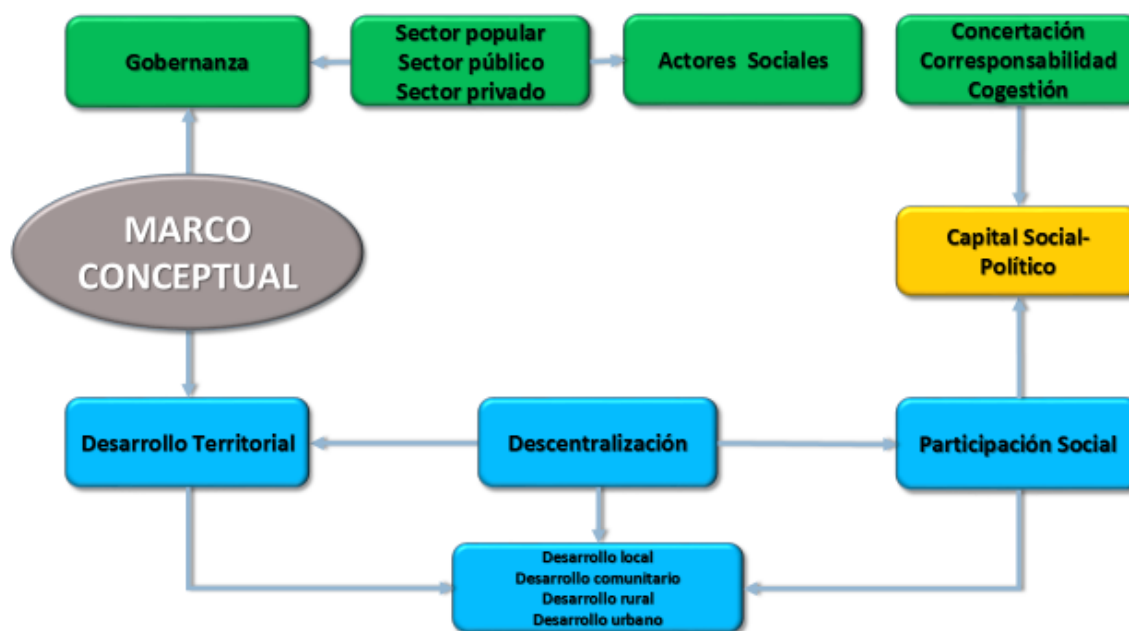 Gobernanza
Sector popular
Sector público
Sector privado
Actores Sociales
Concertación
Corresponsabilidad
Cogestión
MARCO
CONCEPTUAL
Capital Social-
Político
Desarrollo Territorial
Descentralización
Participación Social
Desarrollo local
Desarrollo comunitario
Desarrollo rural
Desarrollo urbano